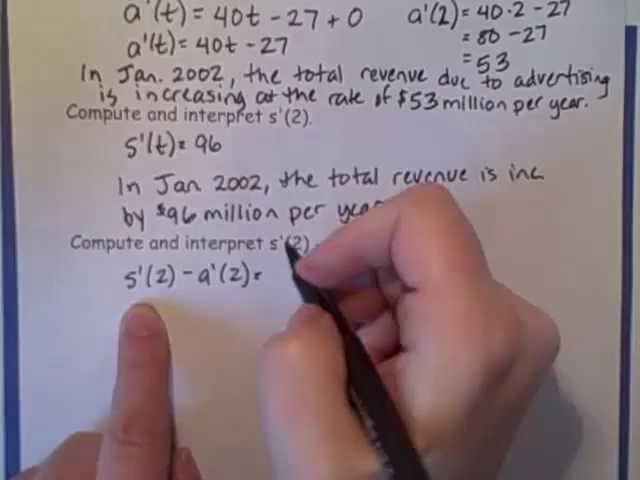 a'(t) = 40t - 27 + 0
a'(2) = 40·2 - 27
= 80 - 27
a'(t) = 40t - 27
= 53
In Jan. 2002, the total revenue due to advertising
is increasing at the rate of $53 million per year.
Compute and interpret s'(2).
s'(t) = 96
In Jan 2002, the total revenue is inc
by $96 million per year
Compute and interpret s'(2)
s'(2) - a'(2) =